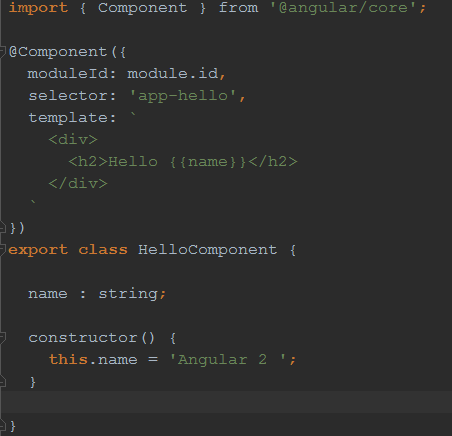 import { Component } from '@angular/core';
@Component({
  moduleId: module.id,
  selector: 'app-hello',
  template: `
    <div>
      <h2>Hello {{name}}</h2>
    </div>
  `
})
export class HelloComponent {
  name : string;
  constructor() {
    this.name = 'Angular 2 ';
  }
}